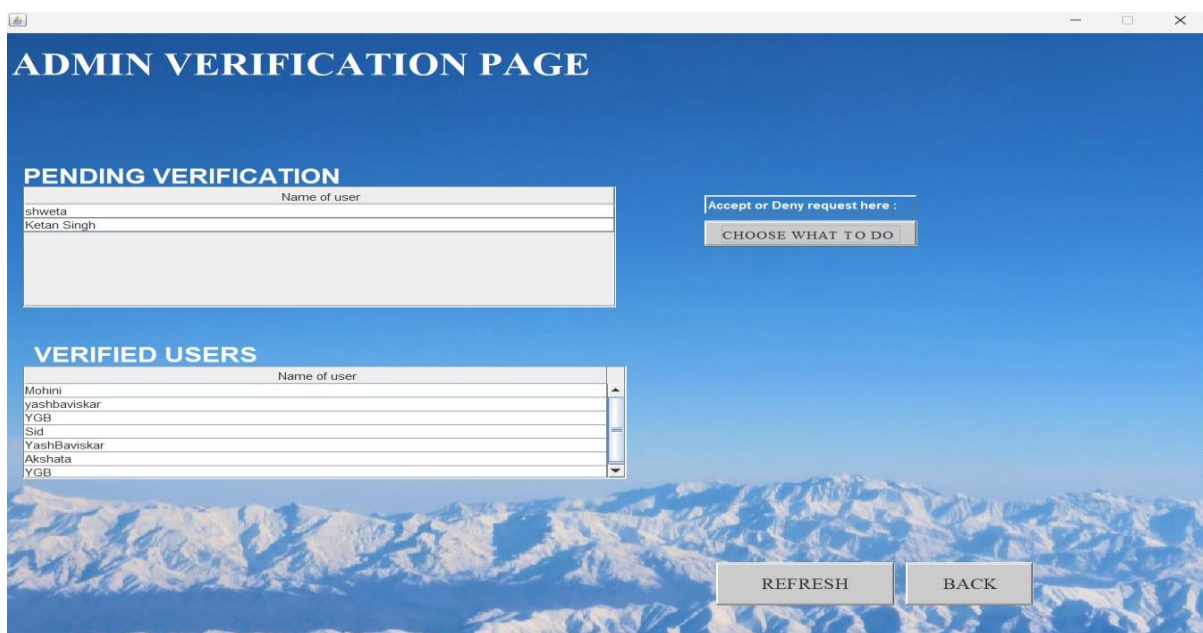 ADMIN VERIFICATION PAGE
PENDING VERIFICATION
Name of user
shweta
Ketan Singh
Accept or Deny request here :
CHOOSE WHAT TO DO
VERIFIED USERS
Name of user
Mohini
yashbaviskar
YGB
Sid
YashBaviskar
Akshata
YGB
REFRESH
BACK